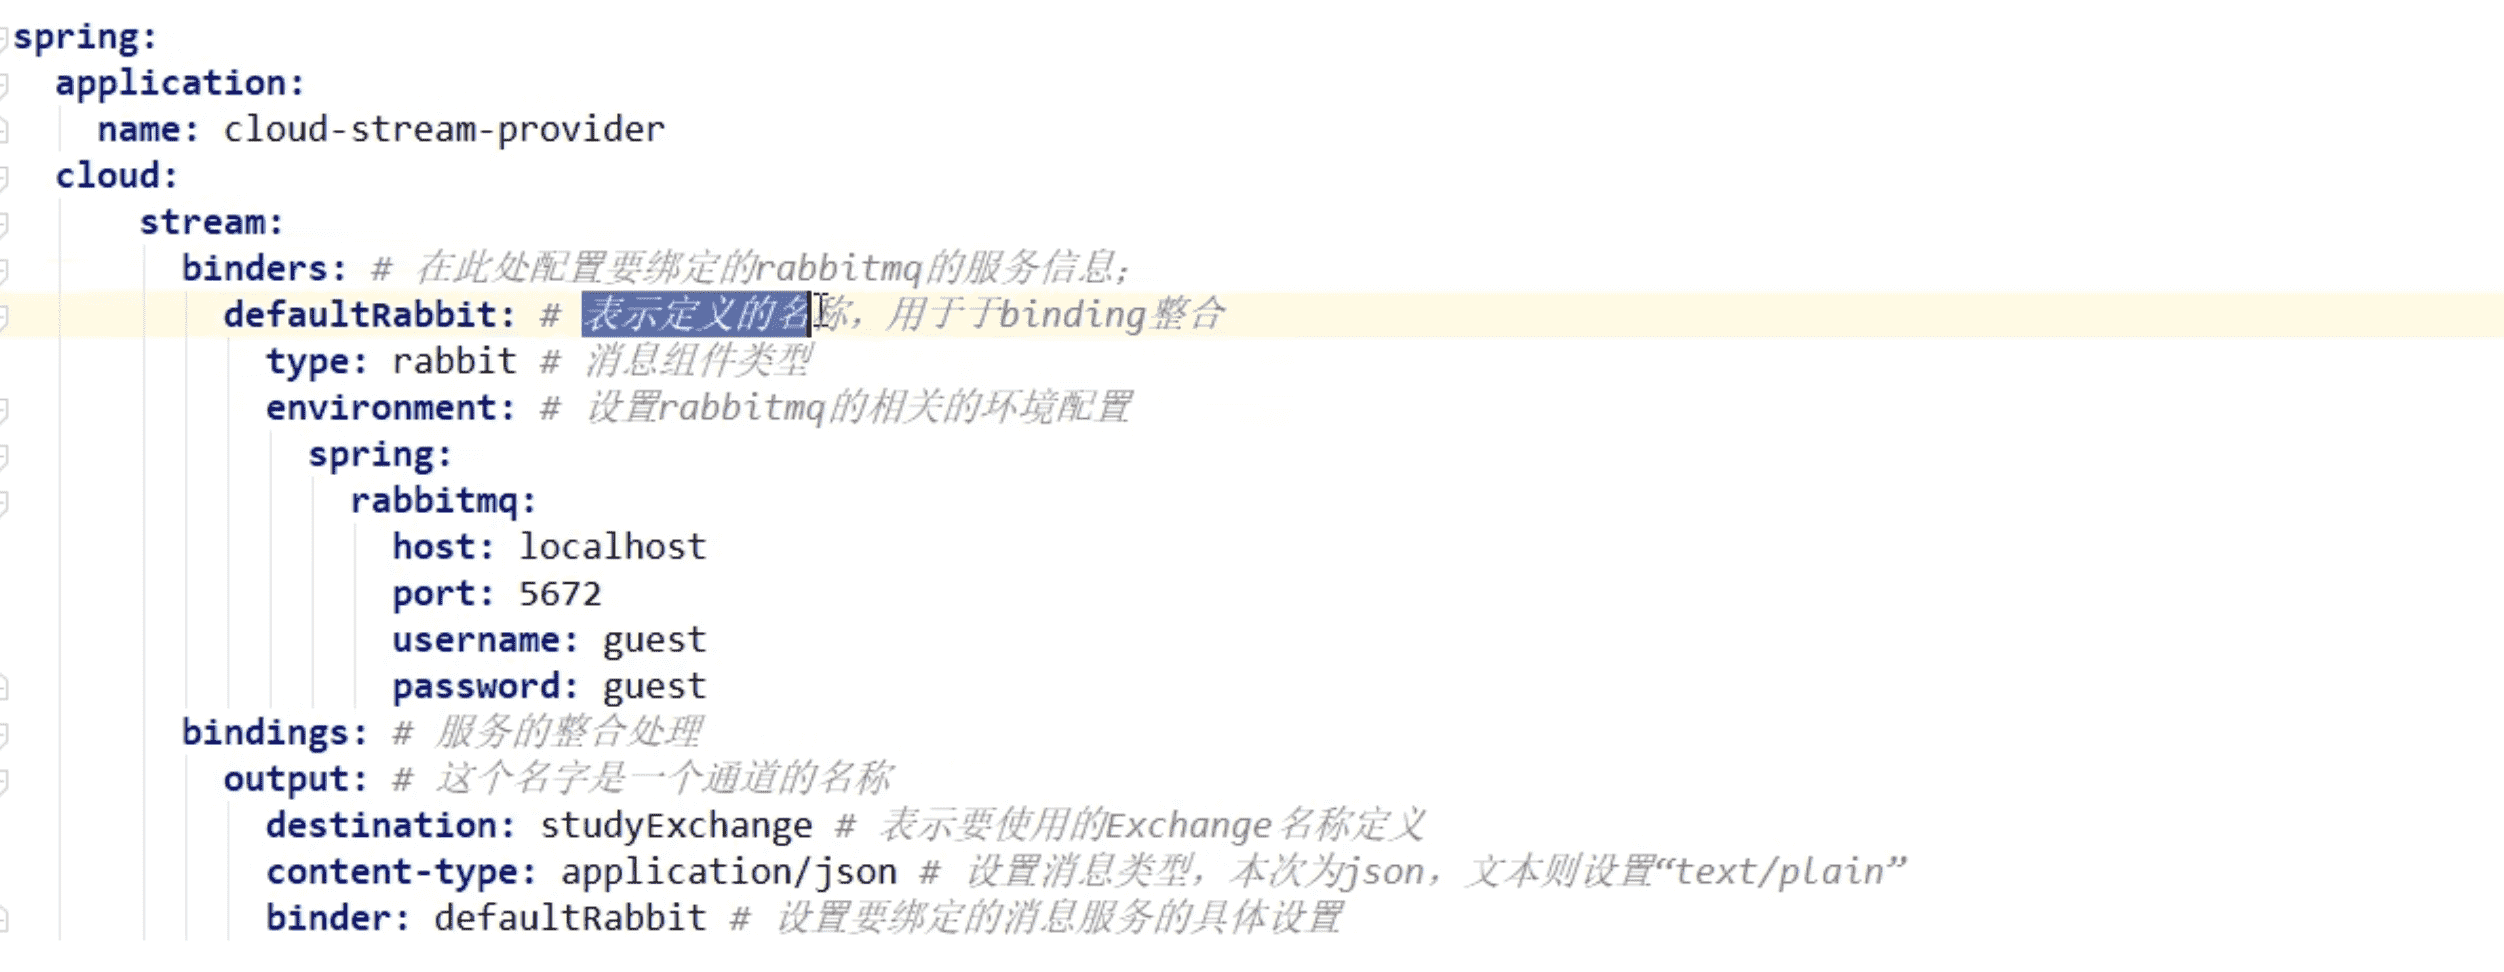 spring:
application:
name: cloud-stream-provider
cloud:
stream:
binders: # 在此处配置要绑定的rabbitmq的服务信息;
defaultRabbit: # 表示定义的名称，用于于binding整合
type: rabbit # 消息组件类型
environment: # 设置rabbitmq的相关的环境配置
spring:
rabbitmq:
host: localhost
port: 5672
username: guest
password: guest
bindings: # 服务的整合处理
output: # 这个名字是一个通道的名称
destination: studyExchange # 表示要使用的Exchange名称定义
content-type: application/json # 设置消息类型，本次为json，文本则设置“text/plain”
binder: defaultRabbit # 设置要绑定的消息服务的具体设置